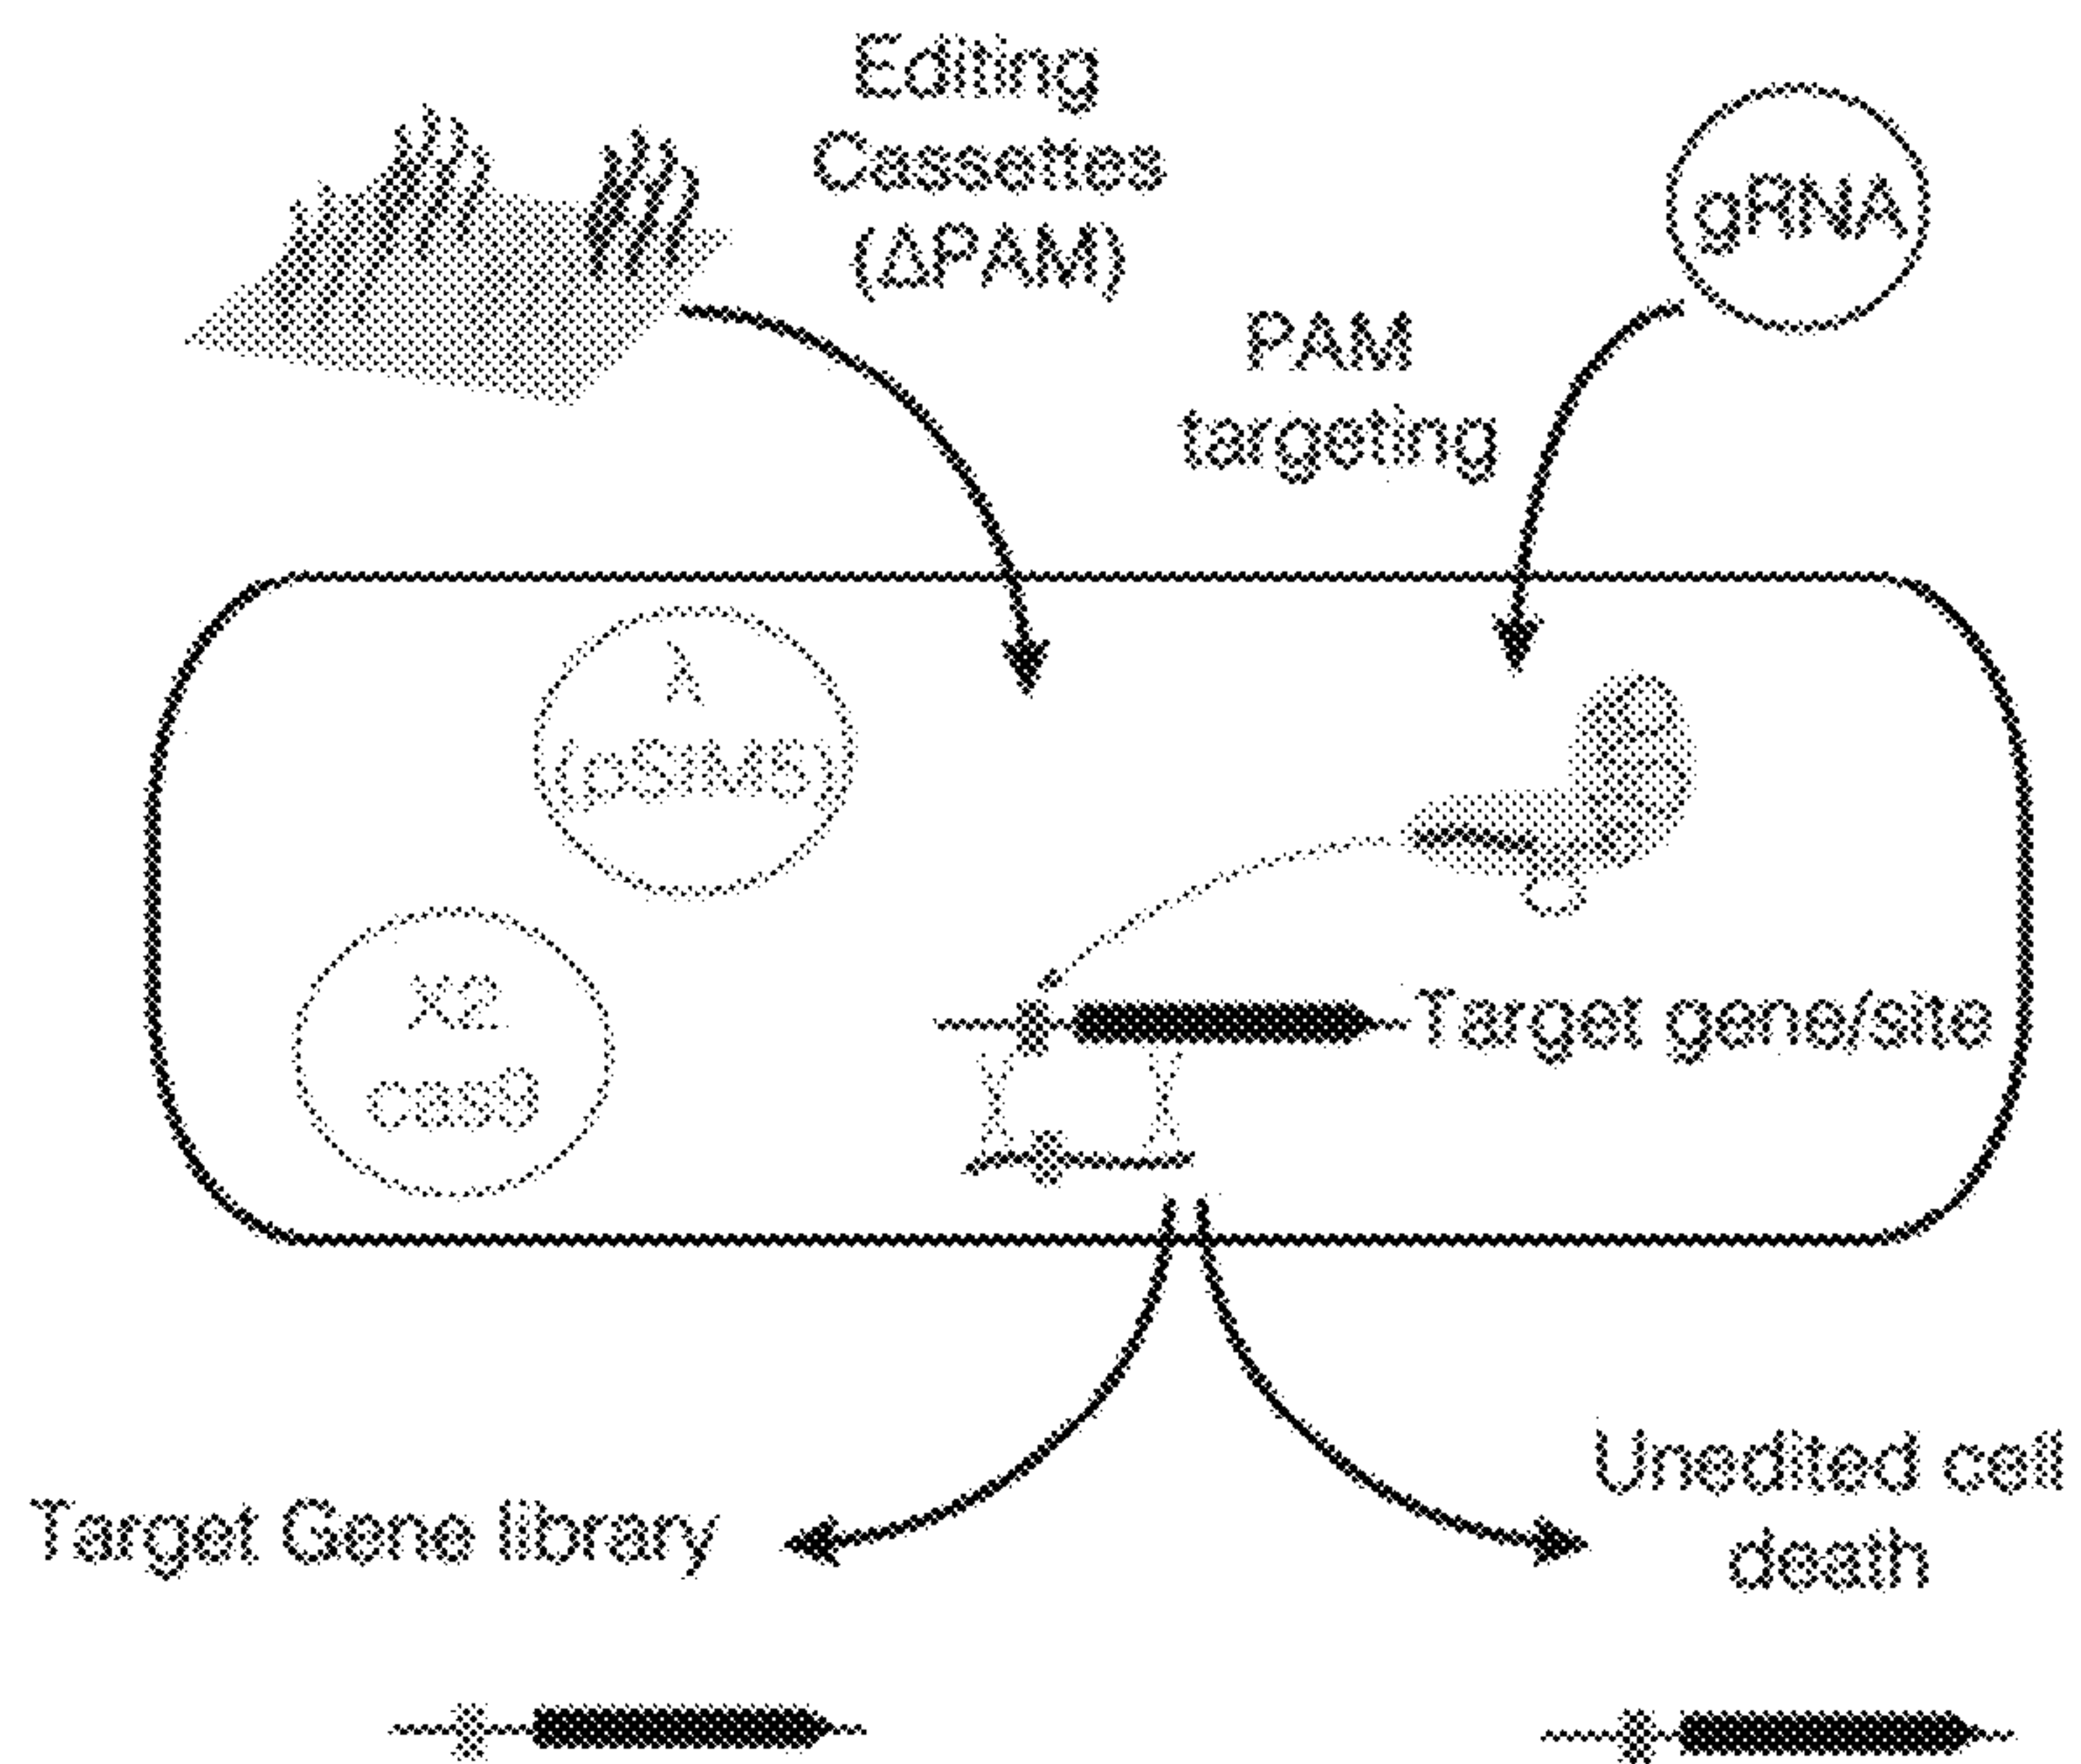 Editing
Cassettes
(ΔPAM)
gRNA
PAM
targeting
λ
(pSIM5)
X2
cas9
Target gene/site
Target Gene library
Unedited cell
death